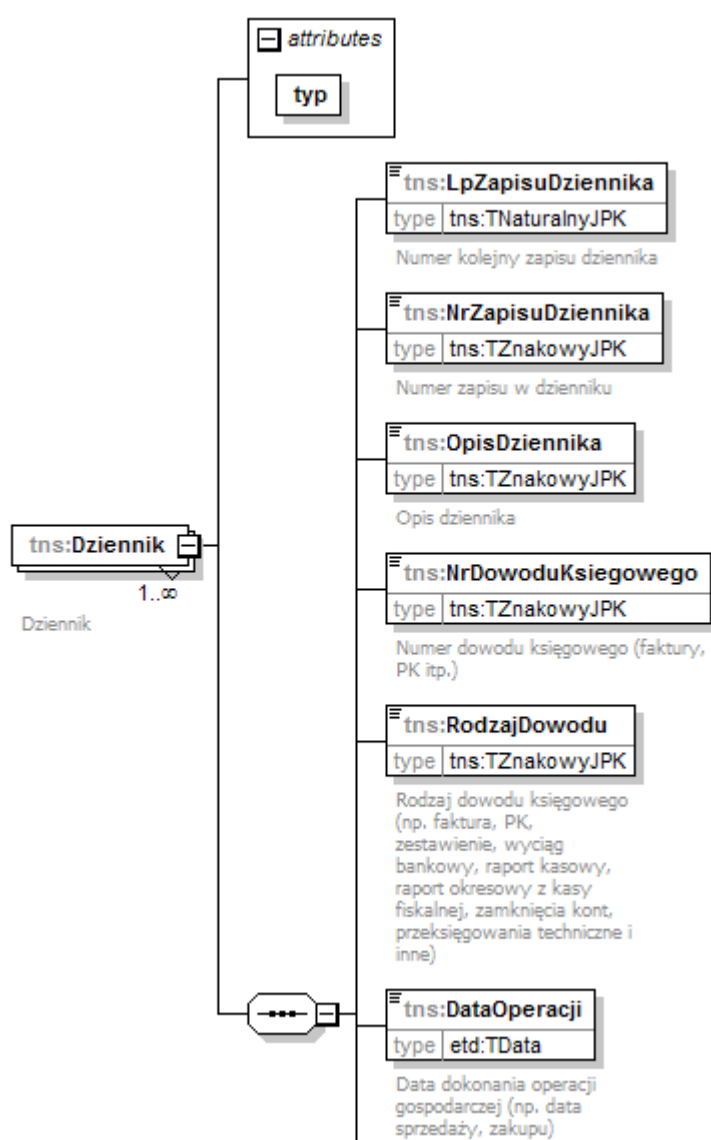 attributes
typ
tns:LpZapisuDziennika
type tns:TNaturalnyJPK
Numer kolejny zapisu dziennika
tns:NrZapisuDziennika
type tns:TZnakowyJPK
Numer zapisu w dzienniku
tns:OpisDziennika
type tns:TZnakowyJPK
Opis dziennika
tns:Dziennik
1..∞
Dziennik
tns:NrDowoduKsiegowego
type tns:TZnakowyJPK
Numer dowodu księgowego (faktury,
PK itp.)
tns:RodzajDowodu
type tns:TZnakowyJPK
Rodzaj dowodu księgowego
(np. faktura, PK,
zestawienie, wyciąg
bankowy, raport kasowy,
raport okresowy z kasy
fiskalnej, zamknięcia kont,
przeksięgowania techniczne i
inne)
tns:DataOperacji
type etd:TData
Data dokonania operacji
gospodarczej (np. data
sprzedaży, zakupu)